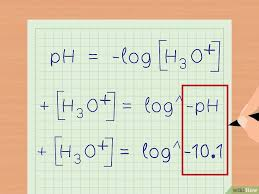 pH = -log [H₃O⁺]
+ [H₃O⁺] = log^ -pH
+ [H₃O⁺] = log^ -10.1
wikiHow